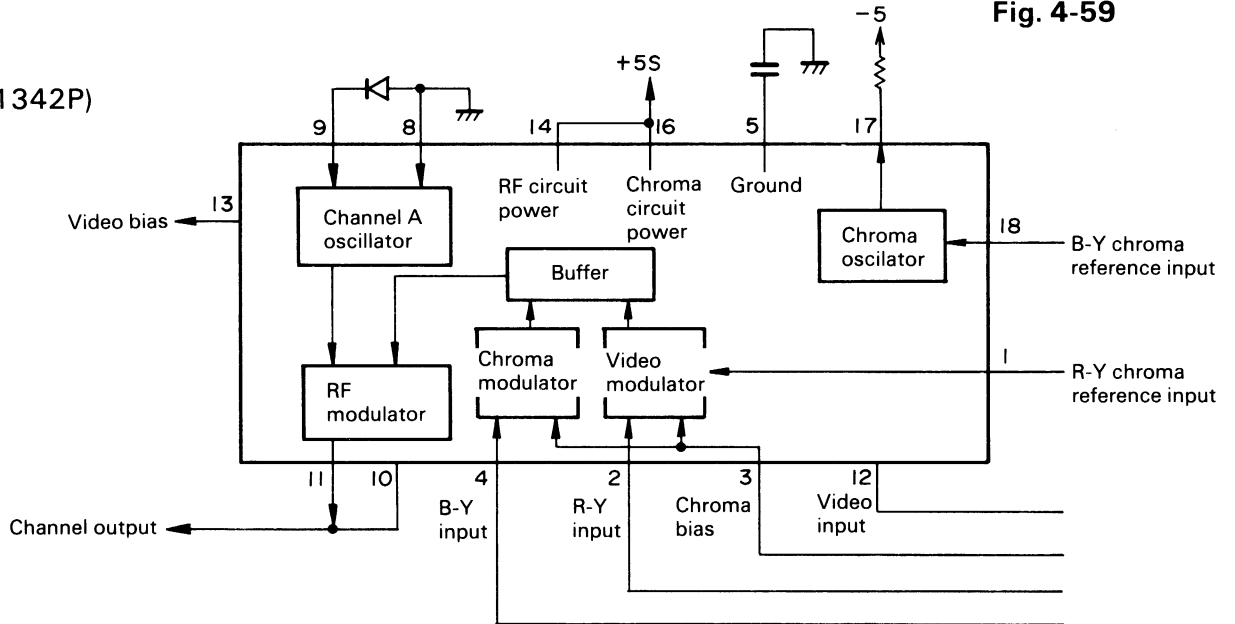 Fig. 4-59
-5
+5S
1342P)
9
8
14
16
5
17
13
Video bias
Channel A
oscillator
RF circuit
power
Chroma
circuit
power
Ground
Chroma
oscilator
18
B-Y chroma
reference input
Buffer
Chroma
modulator
Video
modulator
1
R-Y chroma
reference input
RF
modulator
11
10
4
2
3
12
B-Y
input
R-Y
input
Chroma
bias
Video
input
Channel output